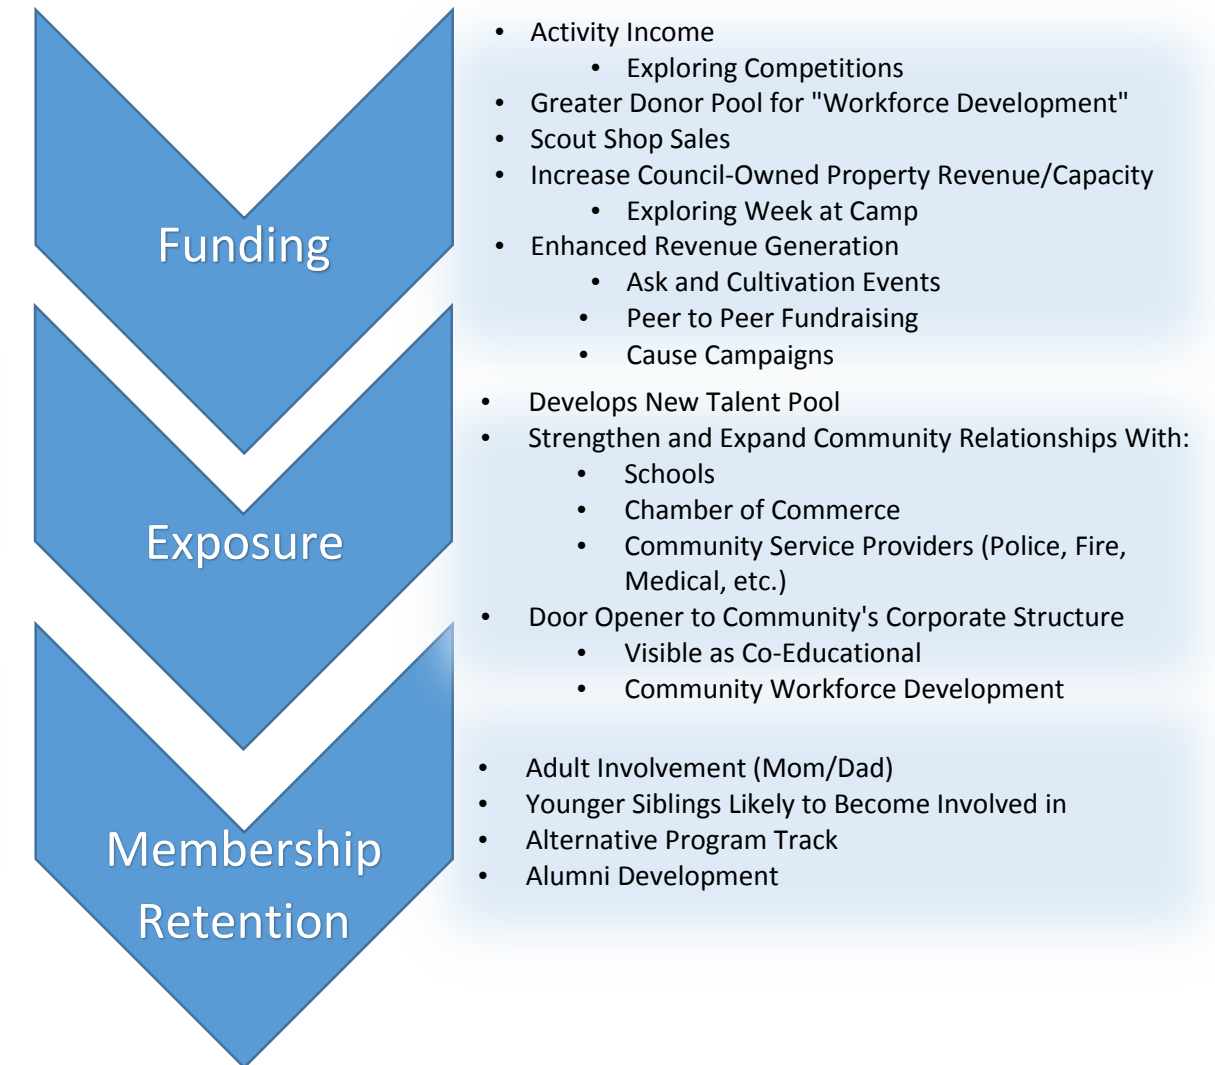 Funding
• Activity Income
• Exploring Competitions
• Greater Donor Pool for "Workforce Development"
• Scout Shop Sales
• Increase Council-Owned Property Revenue/Capacity
• Exploring Week at Camp
• Enhanced Revenue Generation
• Ask and Cultivation Events
• Peer to Peer Fundraising
• Cause Campaigns
Exposure
• Develops New Talent Pool
• Strengthen and Expand Community Relationships With:
• Schools
• Chamber of Commerce
• Community Service Providers (Police, Fire,
Medical, etc.)
• Door Opener to Community's Corporate Structure
• Visible as Co-Educational
• Community Workforce Development
Membership
Retention
• Adult Involvement (Mom/Dad)
• Younger Siblings Likely to Become Involved in
• Alternative Program Track
• Alumni Development